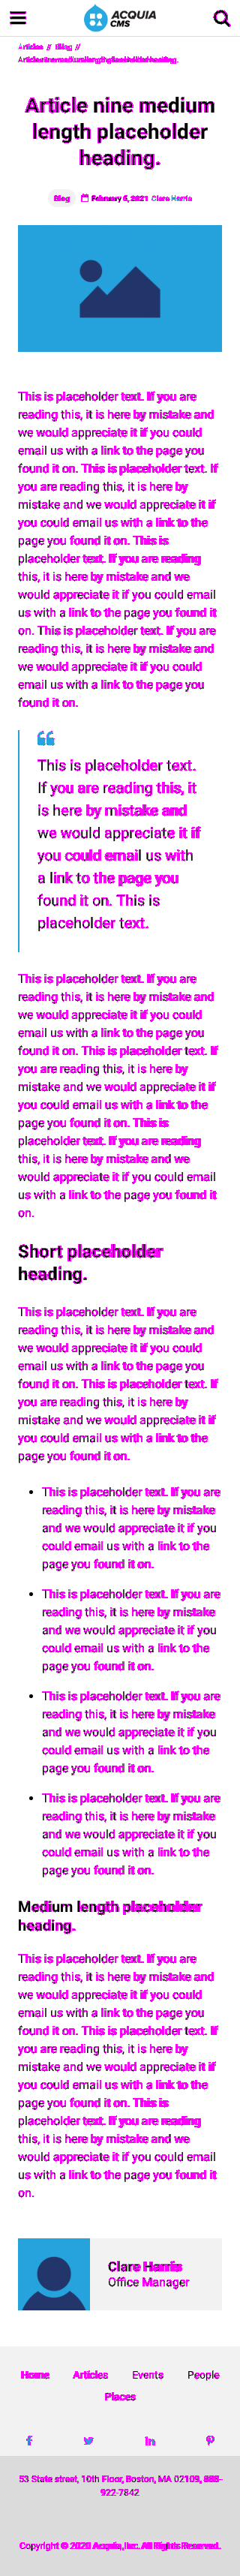 ACQUIA
CMS
Articles // Blog //
Article nine medium length placeholder heading.
Article nine medium
length placeholder
heading.
Blog February 6, 2021 Clare Harris
This is placeholder text. If you are
reading this, it is here by mistake and
we would appreciate it if you could
email us with a link to the page you
found it on. This is placeholder text. If
you are reading this, it is here by
mistake and we would appreciate it if
you could email us with a link to the
page you found it on. This is
placeholder text. If you are reading
this, it is here by mistake and we
would appreciate it if you could email
us with a link to the page you found it
on. This is placeholder text. If you are
reading this, it is here by mistake and
we would appreciate it if you could
email us with a link to the page you
found it on.
This is placeholder text.
If you are reading this, it
is here by mistake and
we would appreciate it if
you could email us with
a link to the page you
found it on. This is
placeholder text.
This is placeholder text. If you are
reading this, it is here by mistake and
we would appreciate it if you could
email us with a link to the page you
found it on. This is placeholder text. If
you are reading this, it is here by
mistake and we would appreciate it if
you could email us with a link to the
page you found it on. This is
placeholder text. If you are reading
this, it is here by mistake and we
would appreciate it if you could email
us with a link to the page you found it
on.
Short placeholder
heading.
This is placeholder text. If you are
reading this, it is here by mistake and
we would appreciate it if you could
email us with a link to the page you
found it on. This is placeholder text. If
you are reading this, it is here by
mistake and we would appreciate it if
you could email us with a link to the
page you found it on.
• This is placeholder text. If you are
reading this, it is here by mistake
and we would appreciate it if you
could email us with a link to the
page you found it on.
• This is placeholder text. If you are
reading this, it is here by mistake
and we would appreciate it if you
could email us with a link to the
page you found it on.
• This is placeholder text. If you are
reading this, it is here by mistake
and we would appreciate it if you
could email us with a link to the
page you found it on.
• This is placeholder text. If you are
reading this, it is here by mistake
and we would appreciate it if you
could email us with a link to the
page you found it on.
Medium length placeholder
heading.
This is placeholder text. If you are
reading this, it is here by mistake and
we would appreciate it if you could
email us with a link to the page you
found it on. This is placeholder text. If
you are reading this, it is here by
mistake and we would appreciate it if
you could email us with a link to the
page you found it on. This is
placeholder text. If you are reading
this, it is here by mistake and we
would appreciate it if you could email
us with a link to the page you found it
on.
Clare Harris
Office Manager
Home Articles Events People
Places
53 State street, 10th Floor, Boston, MA 02109, 888-
922-7842
Copyright © 2020 Acquia, Inc. All Rights Reserved.